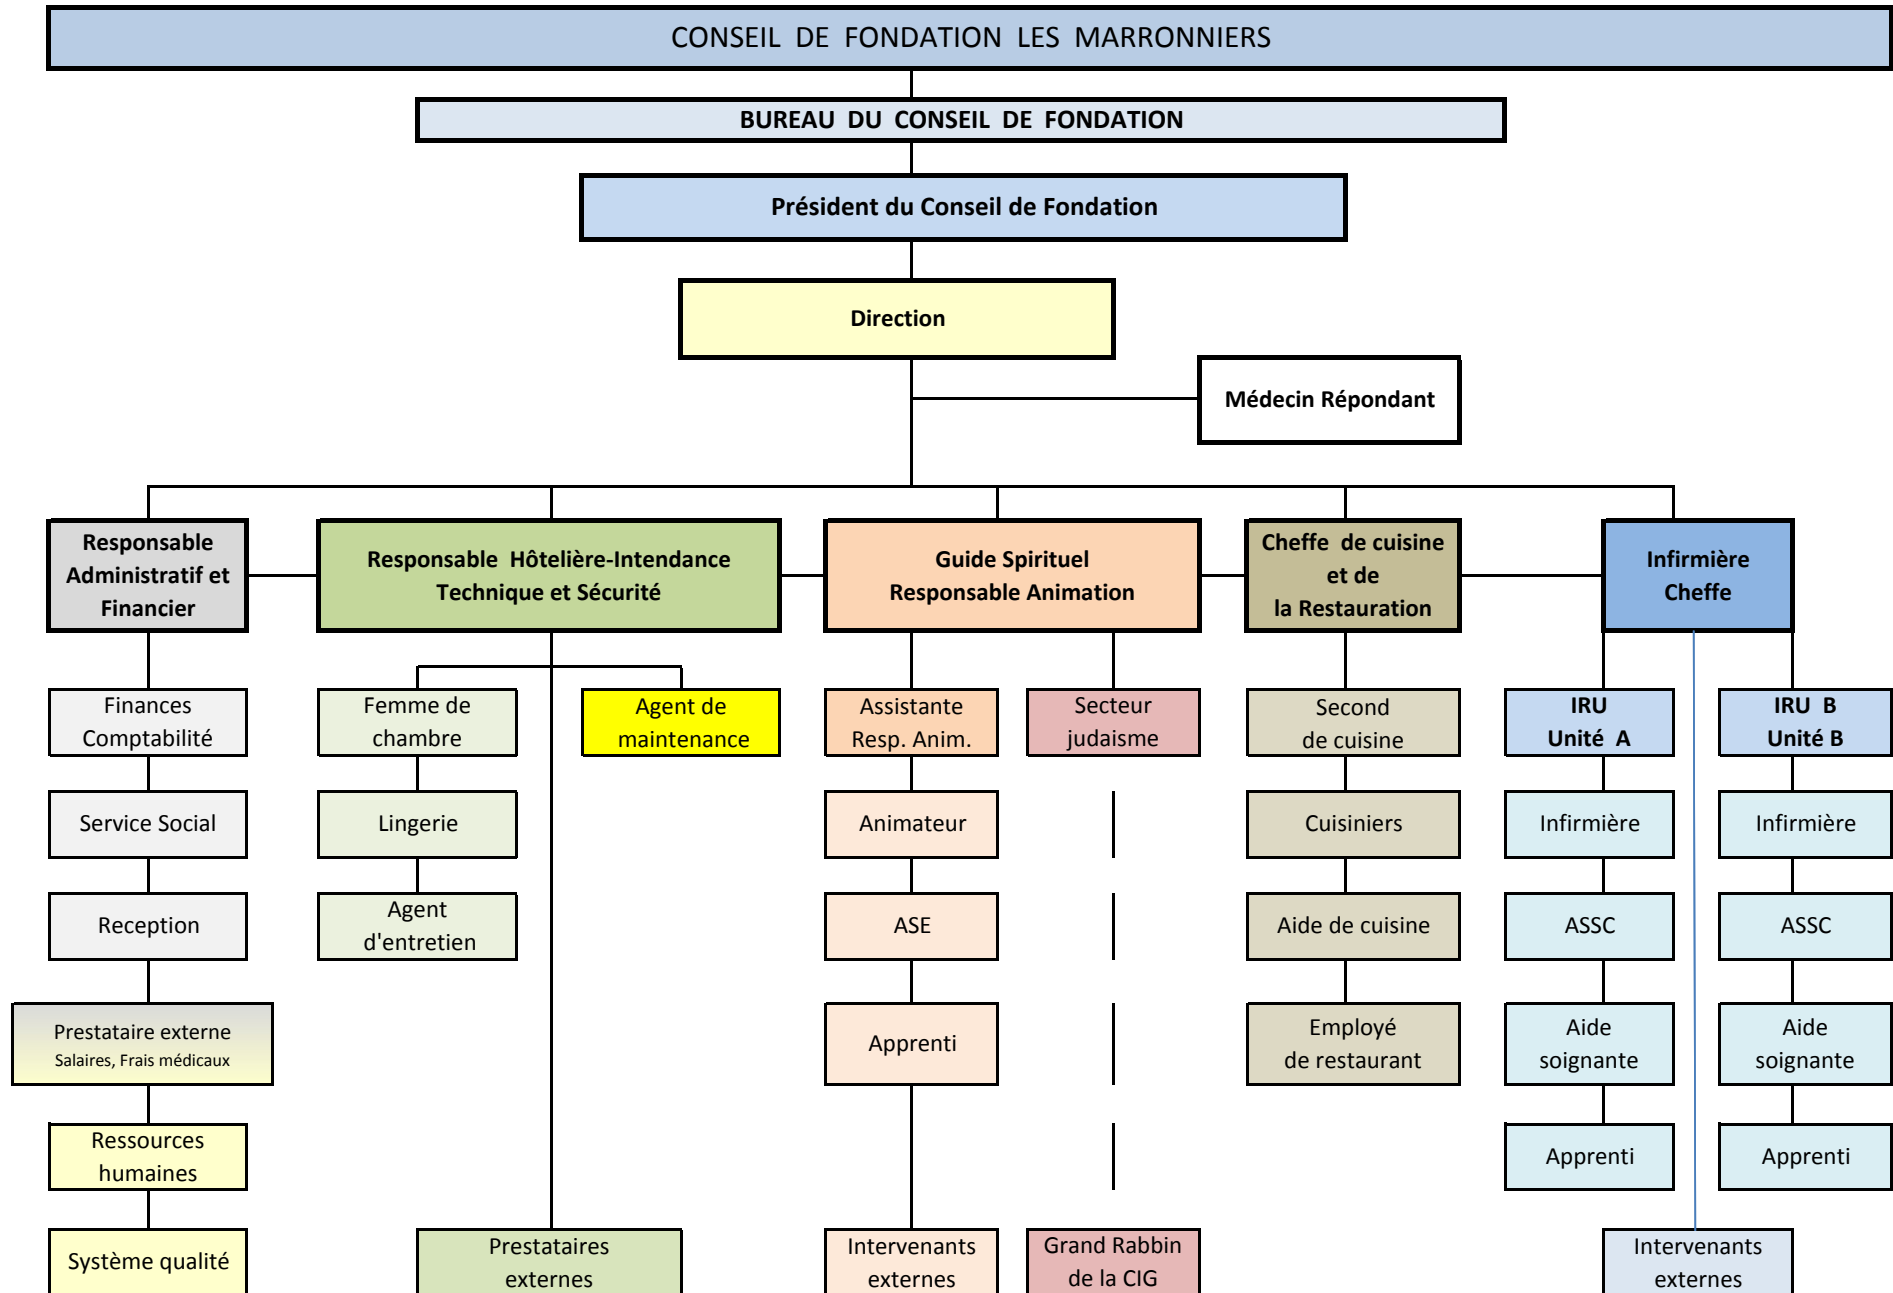 CONSEIL DE FONDATION LES MARRONNIERS
BUREAU DU CONSEIL DE FONDATION
Président du Conseil de Fondation
Direction
Médecin Répondant
Responsable
Administratif et
Financier
Responsable Hôtelière-Intendance
Technique et Sécurité
Guide Spirituel
Responsable Animation
Cheffe de cuisine
et de
la Restauration
Infirmière
Cheffe
Finances
Comptabilité
Femme de
chambre
Agent de
maintenance
Assistante
Resp. Anim.
Secteur
judaisme
Second
de cuisine
IRU
Unité A
IRU B
Unité B
Service Social
Lingerie
Animateur
Cuisiniers
Infirmière
Infirmière
Reception
Agent
d'entretien
ASE
Aide de cuisine
ASSC
ASSC
Prestataire externe
Salaires, Frais médicaux
Apprenti
Employé
de restaurant
Aide
soignante
Aide
soignante
Ressources
humaines
Apprenti
Apprenti
Système qualité
Prestataires
externes
Intervenants
externes
Grand Rabbin
de la CIG
Intervenants
externes